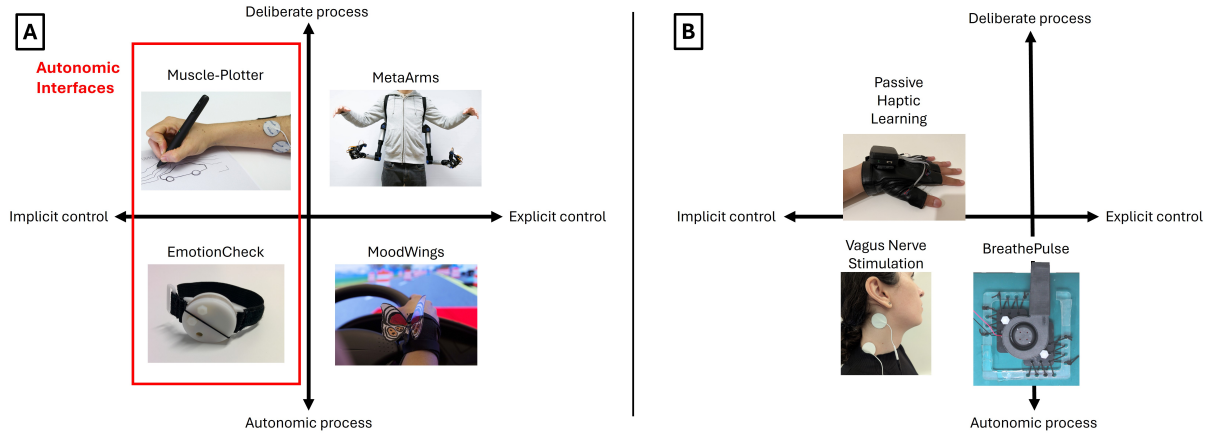 A
Deliberate process
Autonomic
Interfaces
Muscle-Plotter
MetaArms
Implicit control
Explicit control
EmotionCheck
MoodWings
Autonomic process
B
Deliberate process
Passive
Haptic
Learning
Implicit control
Explicit control
Vagus Nerve
Stimulation
BreathePulse
Autonomic process